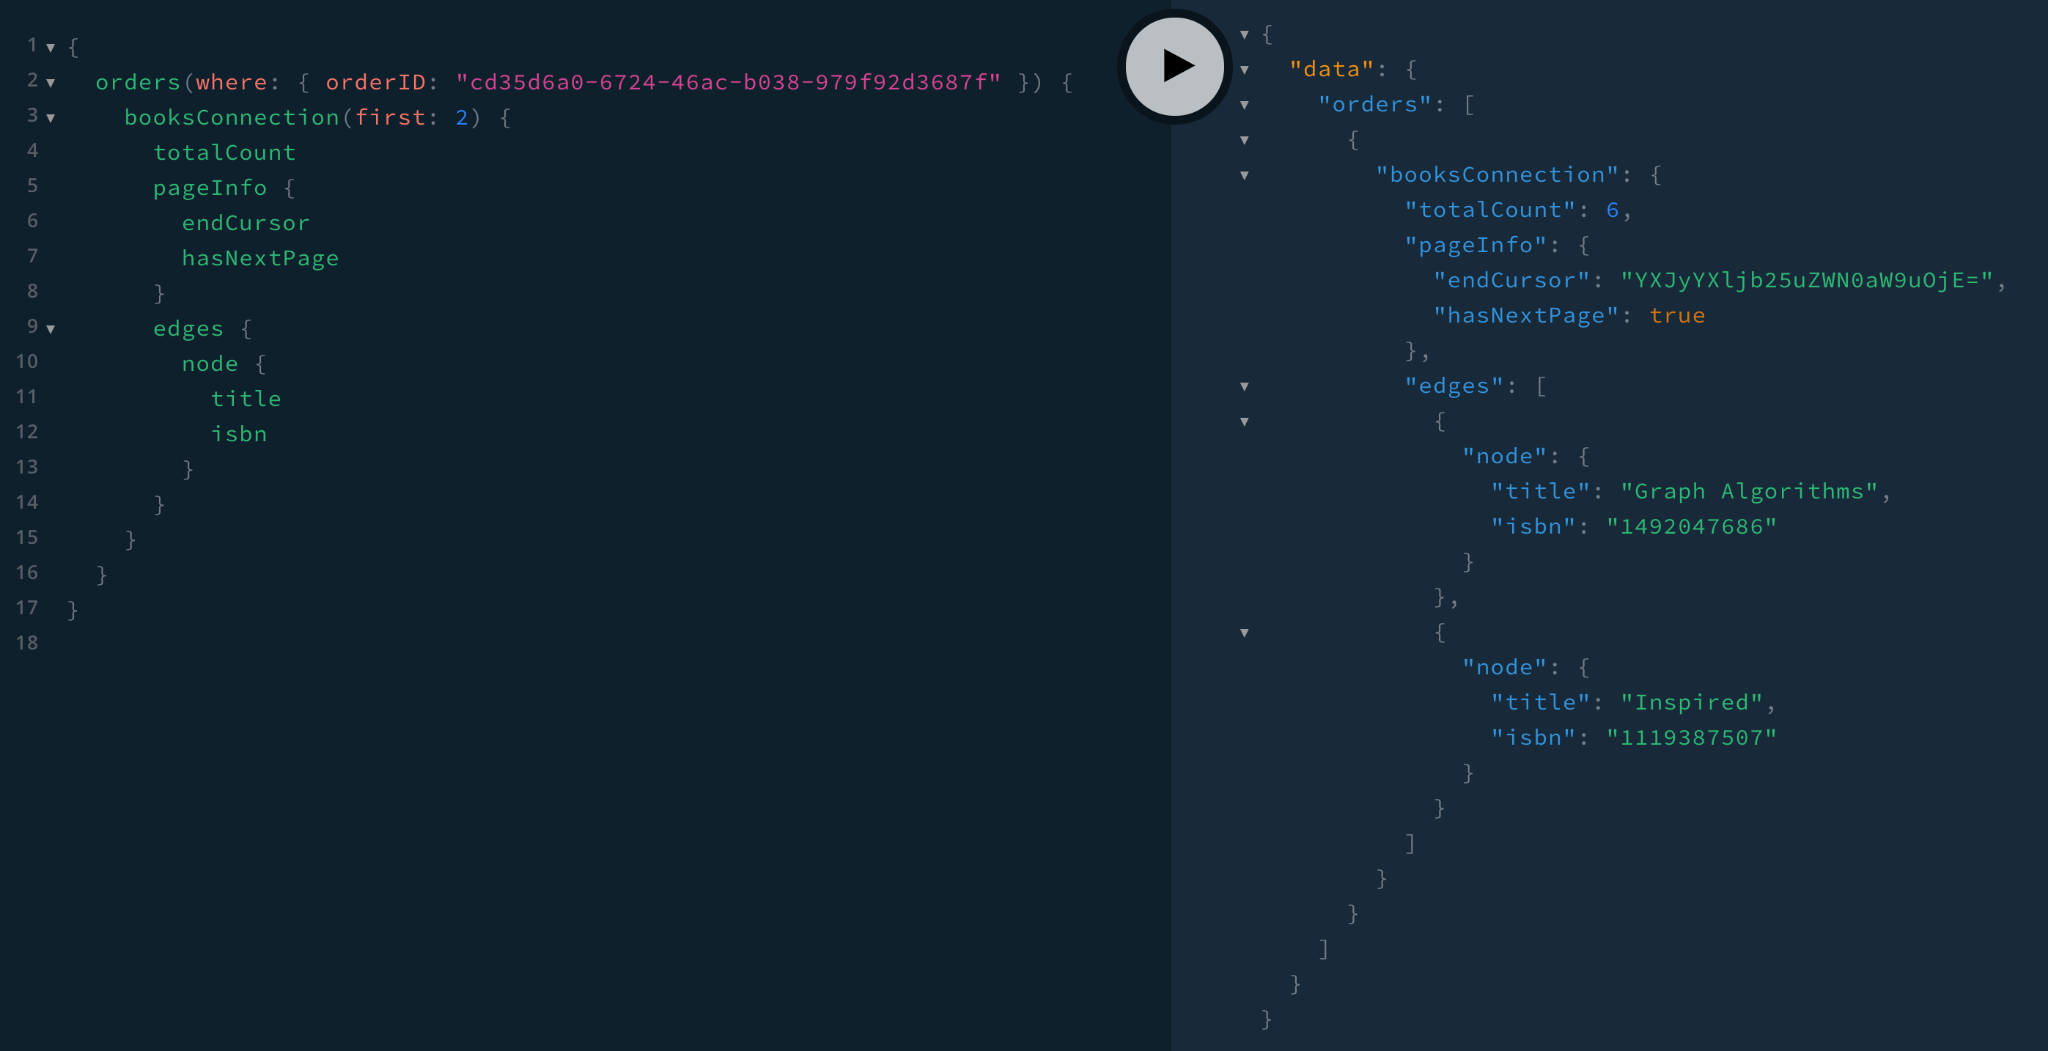 1 {
2 orders(where: { orderID: "cd35d6a0-6724-46ac-b038-979f92d3687f" }) {
3 booksConnection(first: 2) {
4 totalCount
5 pageInfo {
6 endCursor
7 hasNextPage
8 }
9 edges {
10 node {
11 title
12 isbn
13 }
14 }
15 }
16 }
17 }
18
{
"data": {
"orders": [
{
"booksConnection": {
"totalCount": 6,
"pageInfo": {
"endCursor": "YXJyYXljb25uZWN0aW9uOjE=",
"hasNextPage": true
},
"edges": [
{
"node": {
"title": "Graph Algorithms",
"isbn": "1492047686"
}
},
{
"node": {
"title": "Inspired",
"isbn": "1119387507"
}
}
]
}
}
]
}
}